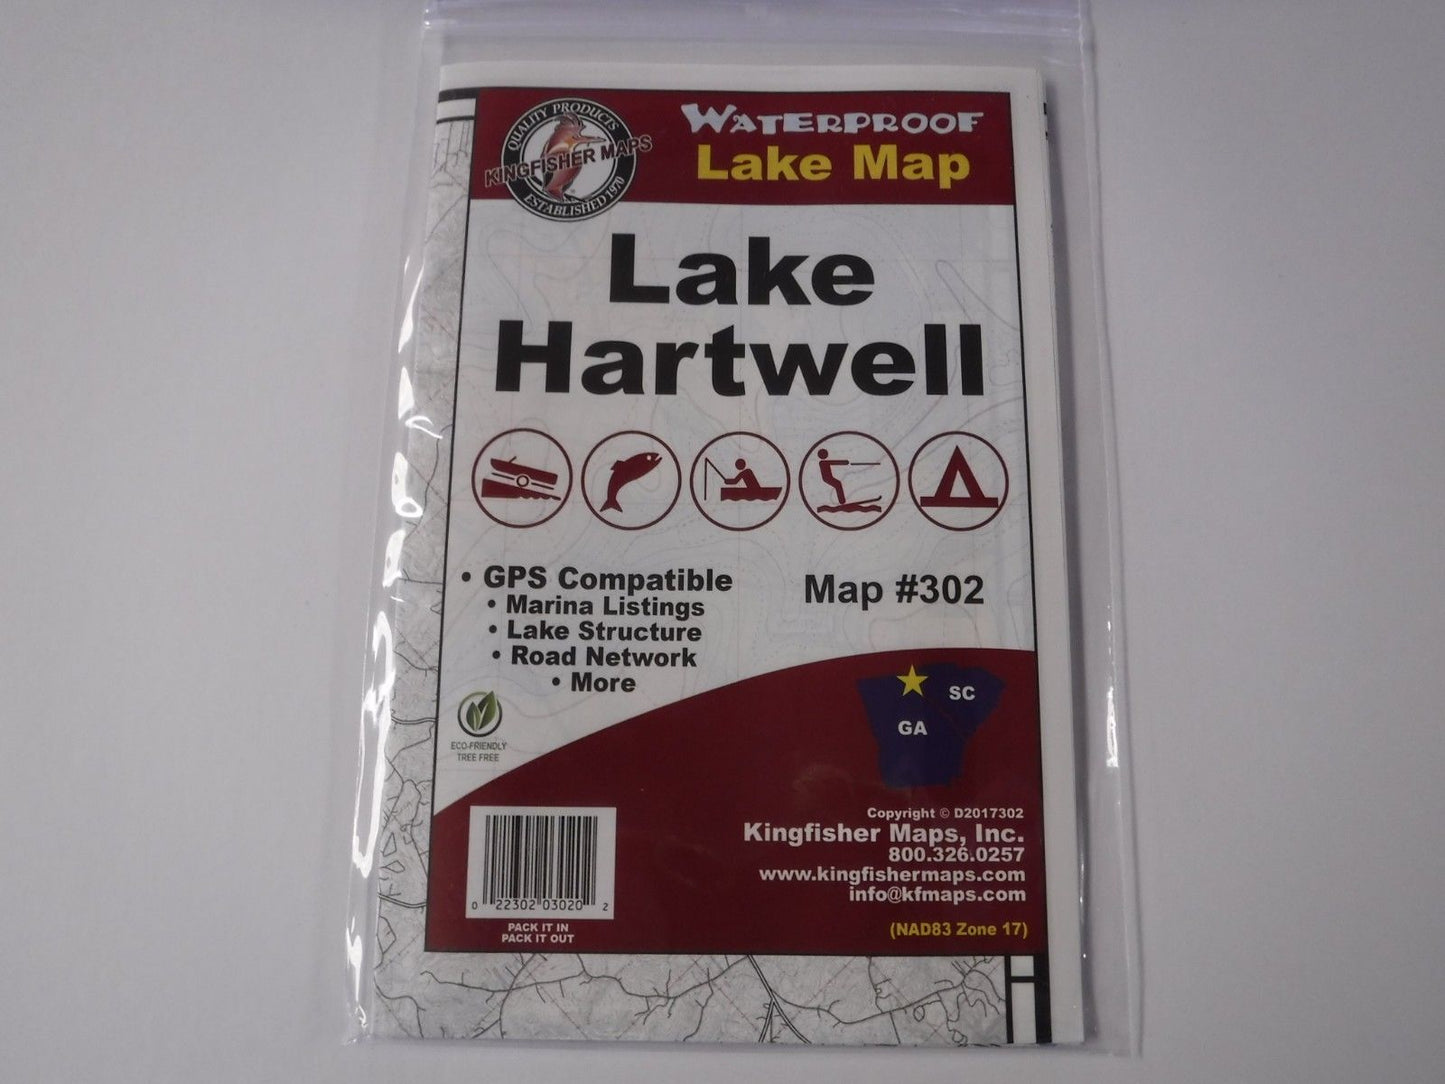 QUALITY PRODUCTS
KINGFISHER MAPS
ESTABLISHED 1970
WATERPROOF
Lake Map
Lake
Hartwell
• GPS Compatible
• Marina Listings
• Lake Structure
• Road Network
• More
Map #302
ECO-FRIENDLY
TREE FREE
SC
GA
0 22302 03020 2
PACK IT IN
PACK IT OUT
Copyright © D2017302
Kingfisher Maps, Inc.
800.326.0257
www.kingfishermaps.com
info@kfmaps.com
(NAD83 Zone 17)